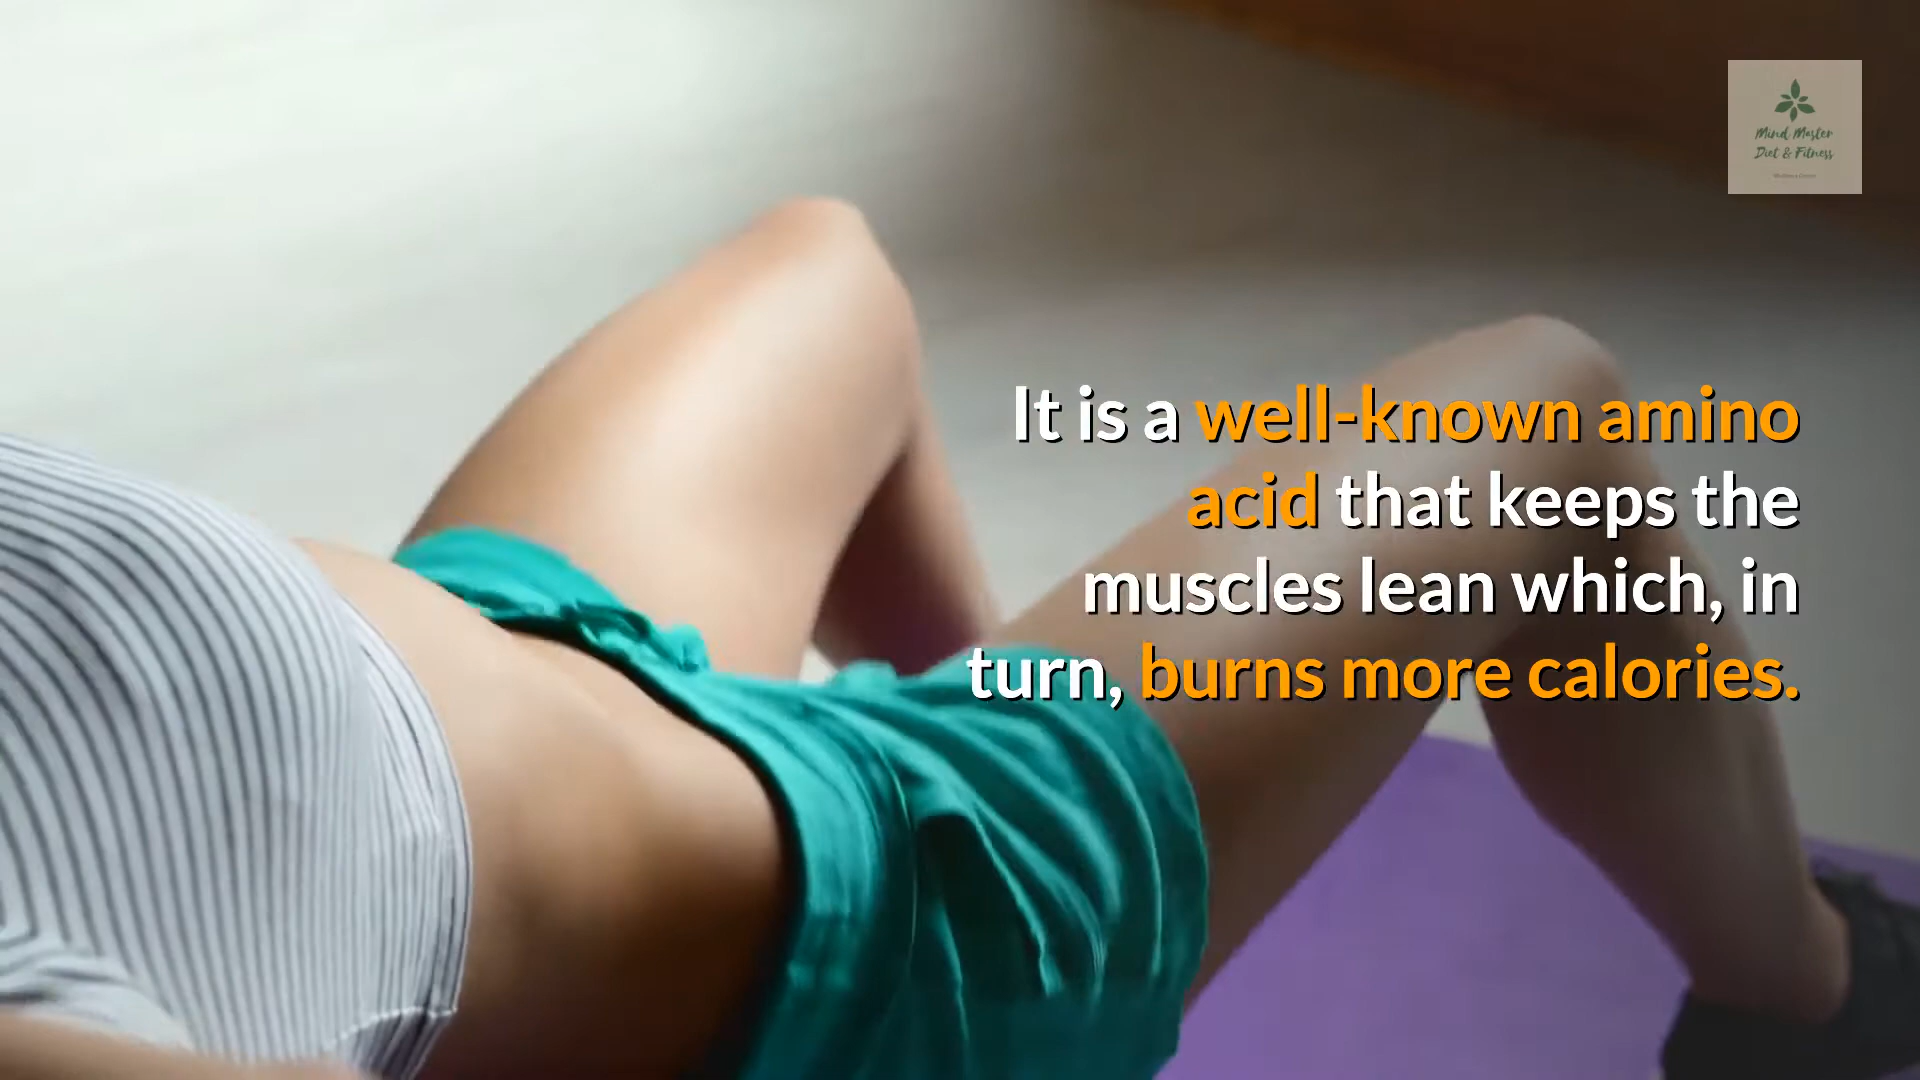 Mind Master
Diet & Fitness
It is a well-known amino
acid that keeps the
muscles lean which, in
turn, burns more calories.